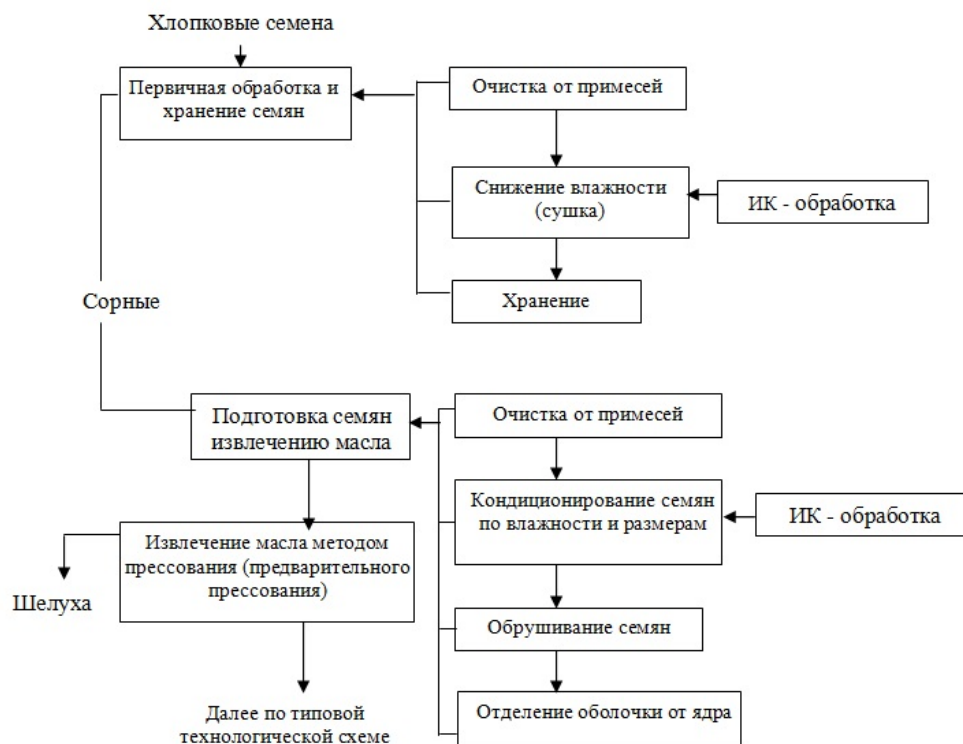 Хлопковые семена
Первичная обработка и
хранение семян
Очистка от примесей
Снижение влажности
(сушка)
ИК - обработка
Хранение
Сорные
Подготовка семян
извлечению масла
Очистка от примесей
Кондиционирование семян
по влажности и размерам
ИК - обработка
Извлечение масла методом
прессования (предварительного
прессования)
Шелуха
Обрушивание семян
Отделение оболочки от ядра
Далее по типовой
технологической схеме